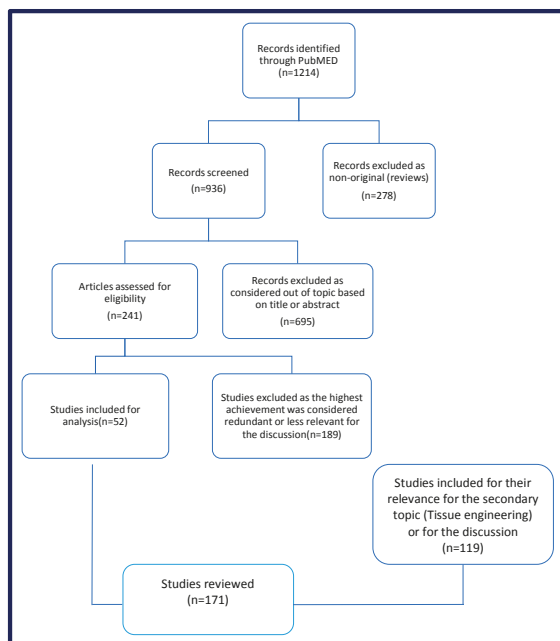 Records identified
through PubMED
(n=1214)
Records screened
(n=936)
Records excluded as
non-original (reviews)
(n=278)
Articles assessed for
eligibility
(n=241)
Records excluded as
considered out of topic based
on title or abstract
(n=695)
Studies included for
analysis(n=52)
Studies excluded as the highest
achievement was considered
redundant or less relevant for
the discussion(n=189)
Studies included for their
relevance for the secondary
topic (Tissue engineering)
or for the discussion
(n=119)
Studies reviewed
(n=171)